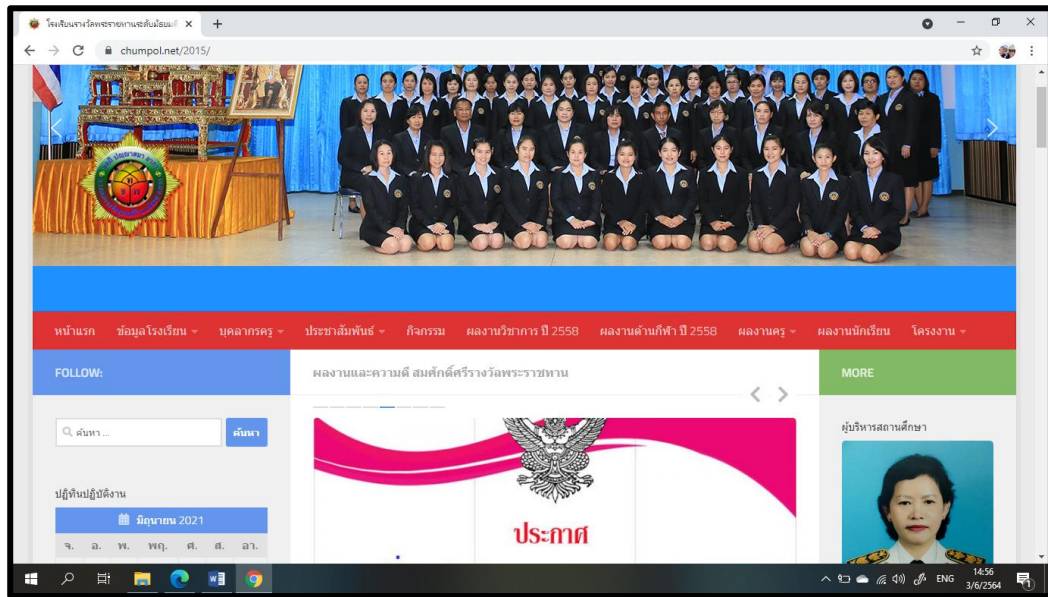 โรงเรียนรางวัลพระราชทานระดับมัธยมศึ
chumpol.net/2015/
หน้าแรก ข้อมูลโรงเรียน บุคลากรครู ประชาสัมพันธ์ กิจกรรม ผลงานวิชาการ ปี 2558 ผลงานด้านกีฬา ปี 2558 ผลงานครู ผลงานนักเรียน โครงงาน
FOLLOW:
ผลงานและความดี สมศักดิ์ศรีรางวัลพระราชทาน
MORE
ค้นหา ...
ค้นหา
ปฏิทินปฏิบัติงาน
มิถุนายน 2021
จ. อ. พ. พฤ. ศ. ส. อา.
ประกาศ
ผู้บริหารสถานศึกษา
ENG
14:56
3/6/2564